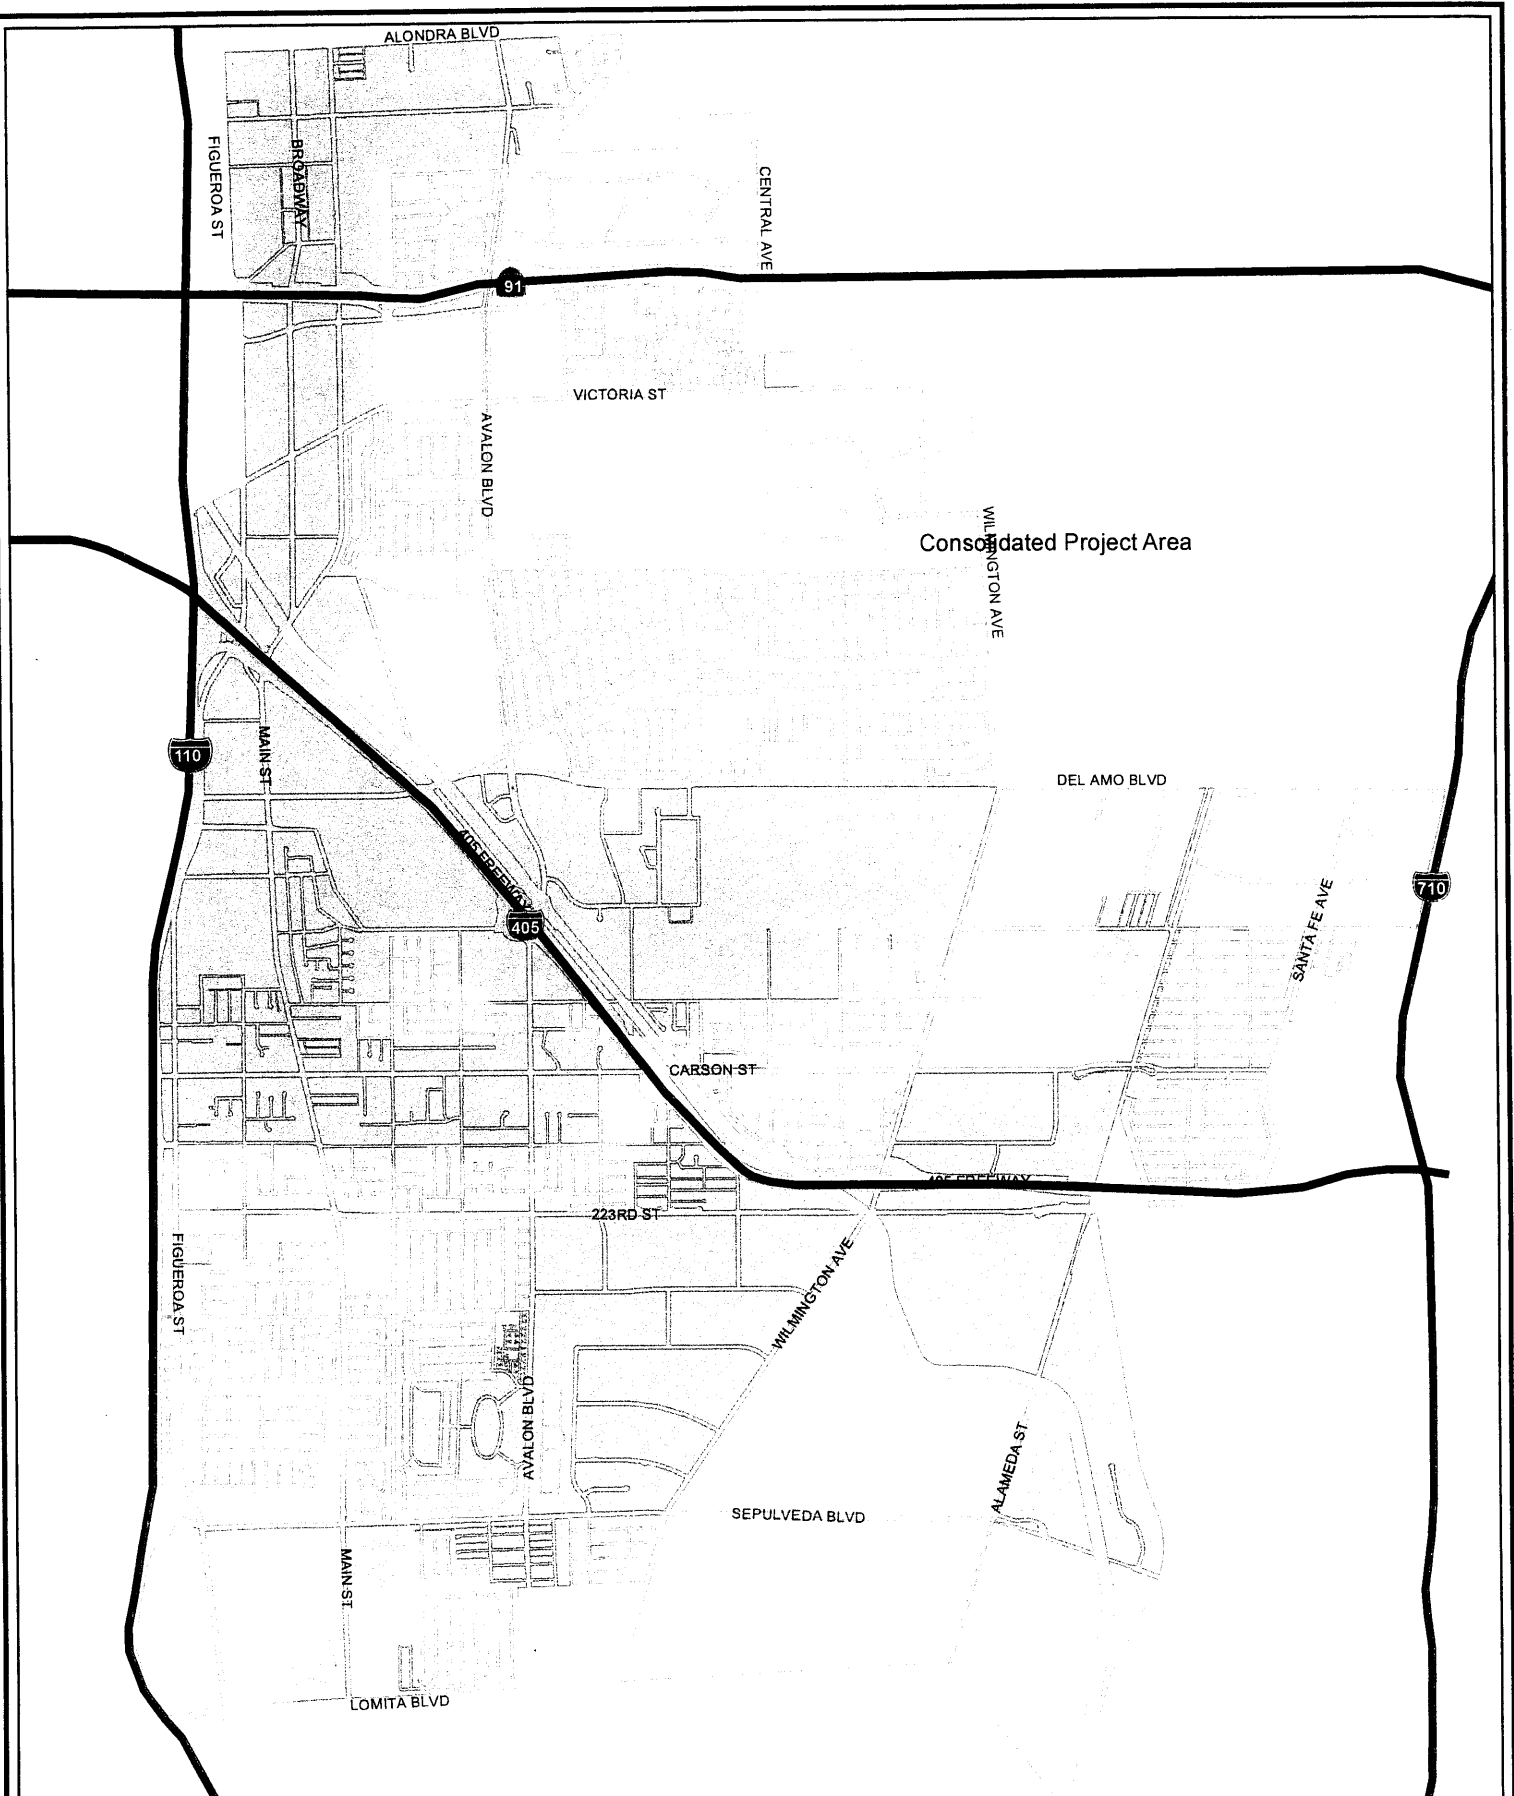 ALONDRA BLVD
FIGUEROA ST
BROADWAY
CENTRAL AVE
91
VICTORIA ST
AVALON BLVD
WILMINGTON AVE
Consolidated Project Area
MAIN ST
110
DEL AMO BLVD
405 FREEWAY
710
SANTA FE AVE
405
CARSON ST
405 FREEWAY
223RD ST
FIGUEROA ST
WILMINGTON AVE
AVALON BLVD
ALAMEDA ST
SEPULVEDA BLVD
MAIN ST
LOMITA BLVD